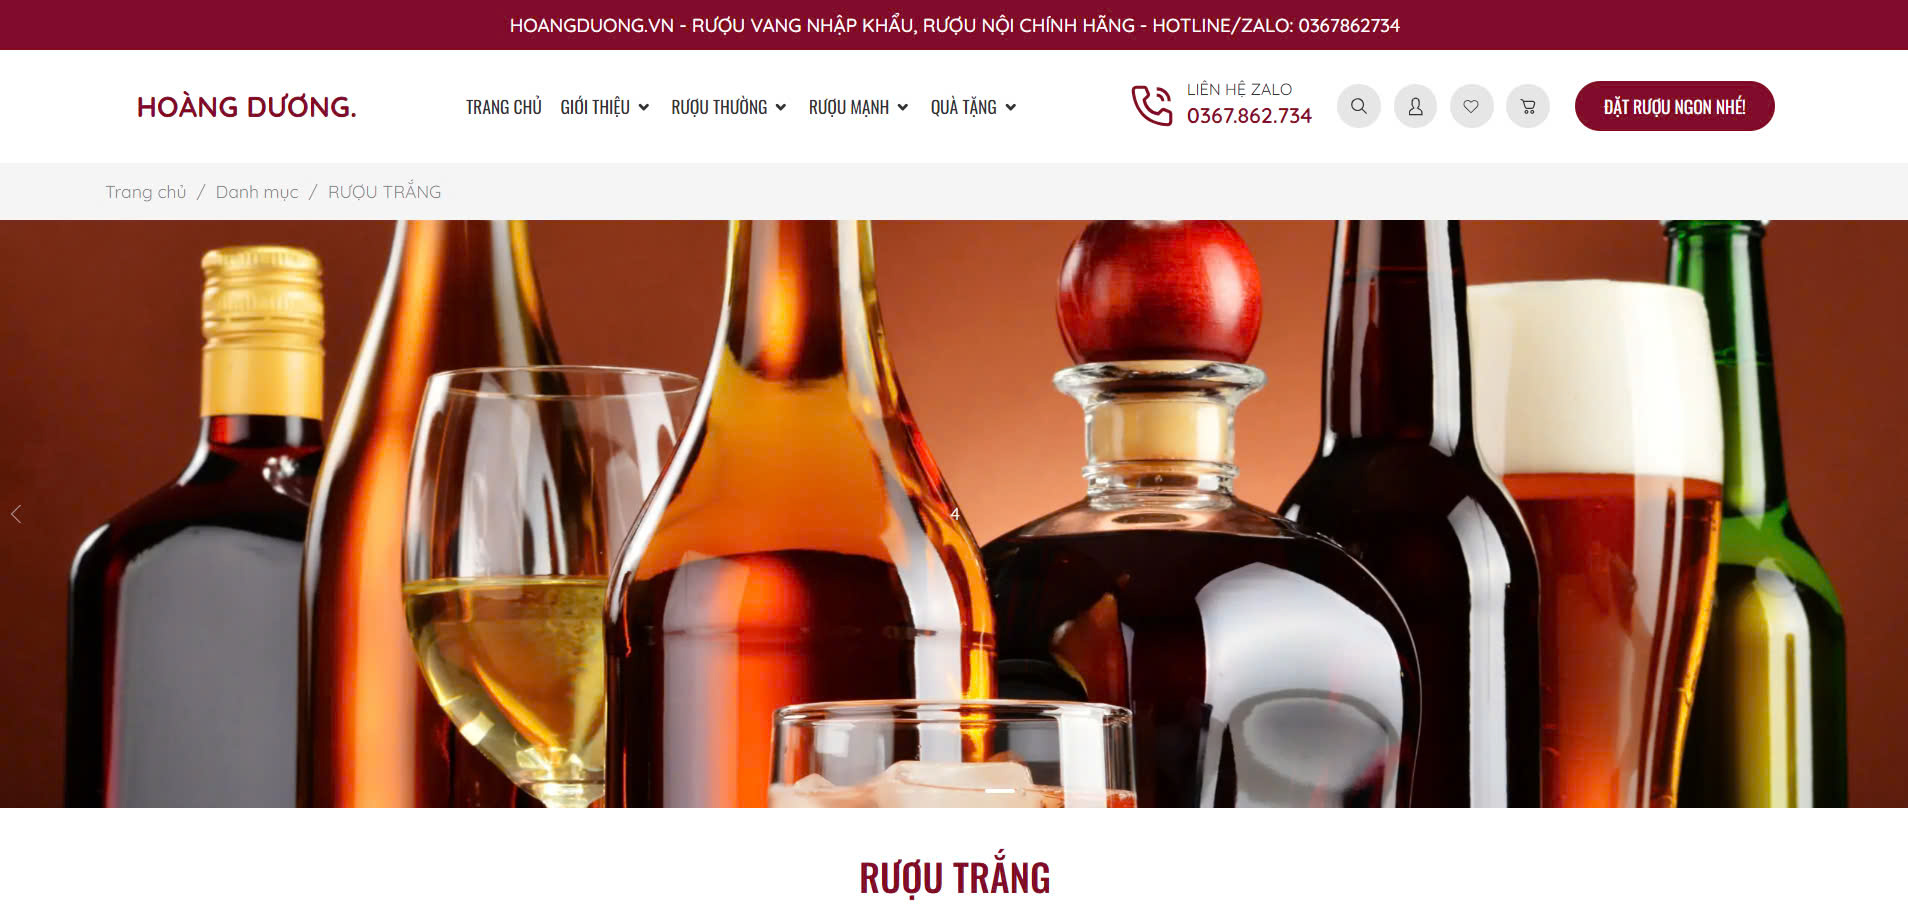 HOANGDUONG.VN - RƯỢU VANG NHẬP KHẨU, RƯỢU NỘI CHÍNH HÃNG - HOTLINE/ZALO: 0367862734
HOÀNG DƯƠNG.
TRANG CHỦ GIỚI THIỆU RƯỢU THƯỜNG RƯỢU MẠNH QUÀ TẶNG
LIÊN HỆ ZALO
0367.862.734
ĐẶT RƯỢU NGON NHÉ!
Trang chủ / Danh mục / RƯỢU TRẮNG
4
RƯỢU TRẮNG